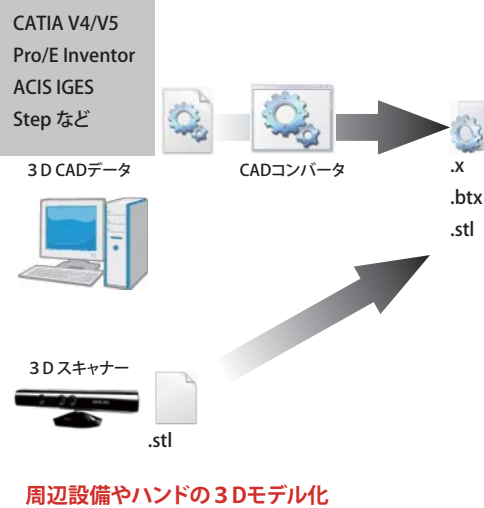 CATIA V4/V5
Pro/E Inventor
ACIS IGES
Step など
3D CADデータ
CADコンバータ
.x
.btx
.stl
3Dスキャナー
.stl
周辺設備やハンドの3Dモデル化